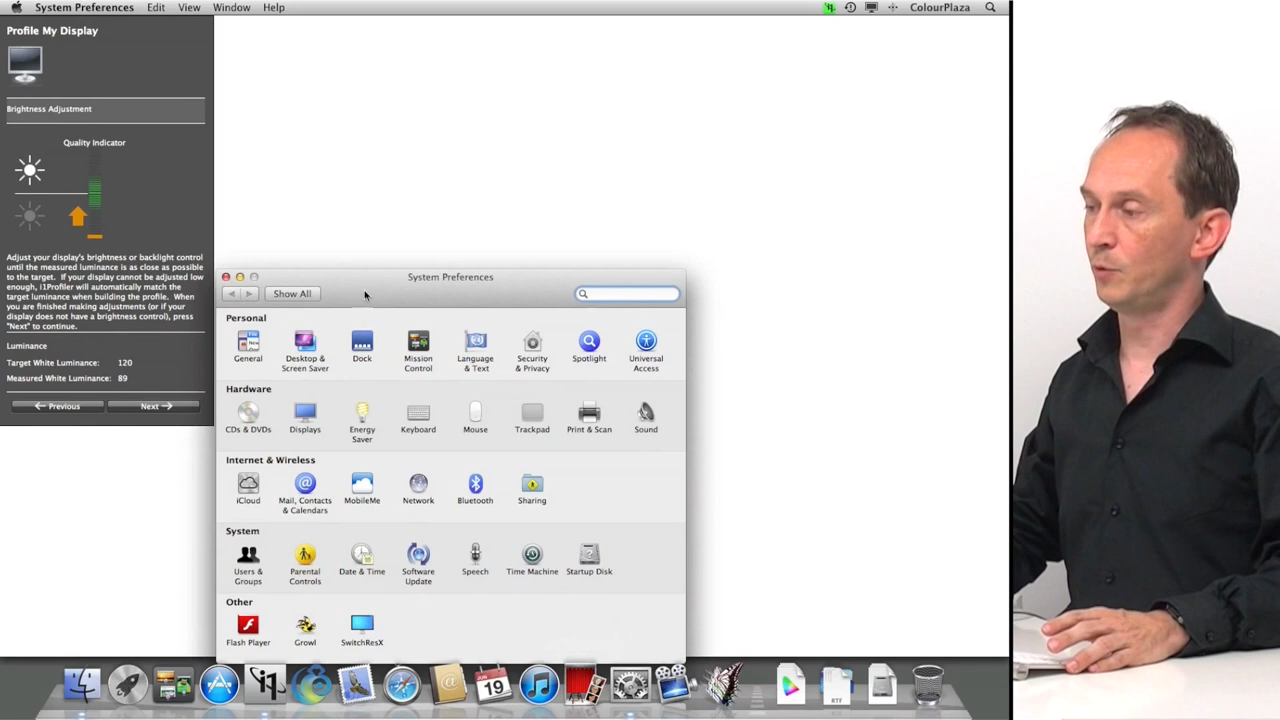 System Preferences Edit View Window Help ColourPlaza
Profile My Display
Brightness Adjustment
Quality Indicator
Adjust your display's brightness or backlight control
until the measured luminance is as close as possible
to the target. If your display cannot be adjusted low
enough, i1Profiler will automatically match the
target luminance when building the profile. When
you are finished making adjustments (or if your
display does not have a brightness control), press
"Next" to continue.
Luminance
Target White Luminance: 120
Measured White Luminance: 89
Previous Next
System Preferences
Show All
Personal
General Desktop & Screen Saver Dock Mission Control Language & Text Security & Privacy Spotlight Universal Access
Hardware
CDs & DVDs Displays Energy Saver Keyboard Mouse Trackpad Print & Scan Sound
Internet & Wireless
iCloud Mail, Contacts & Calendars MobileMe Network Bluetooth Sharing
System
Users & Groups Parental Controls Date & Time Software Update Speech Time Machine Startup Disk
Other
Flash Player Growl SwitchResX
JUN
19
RTF